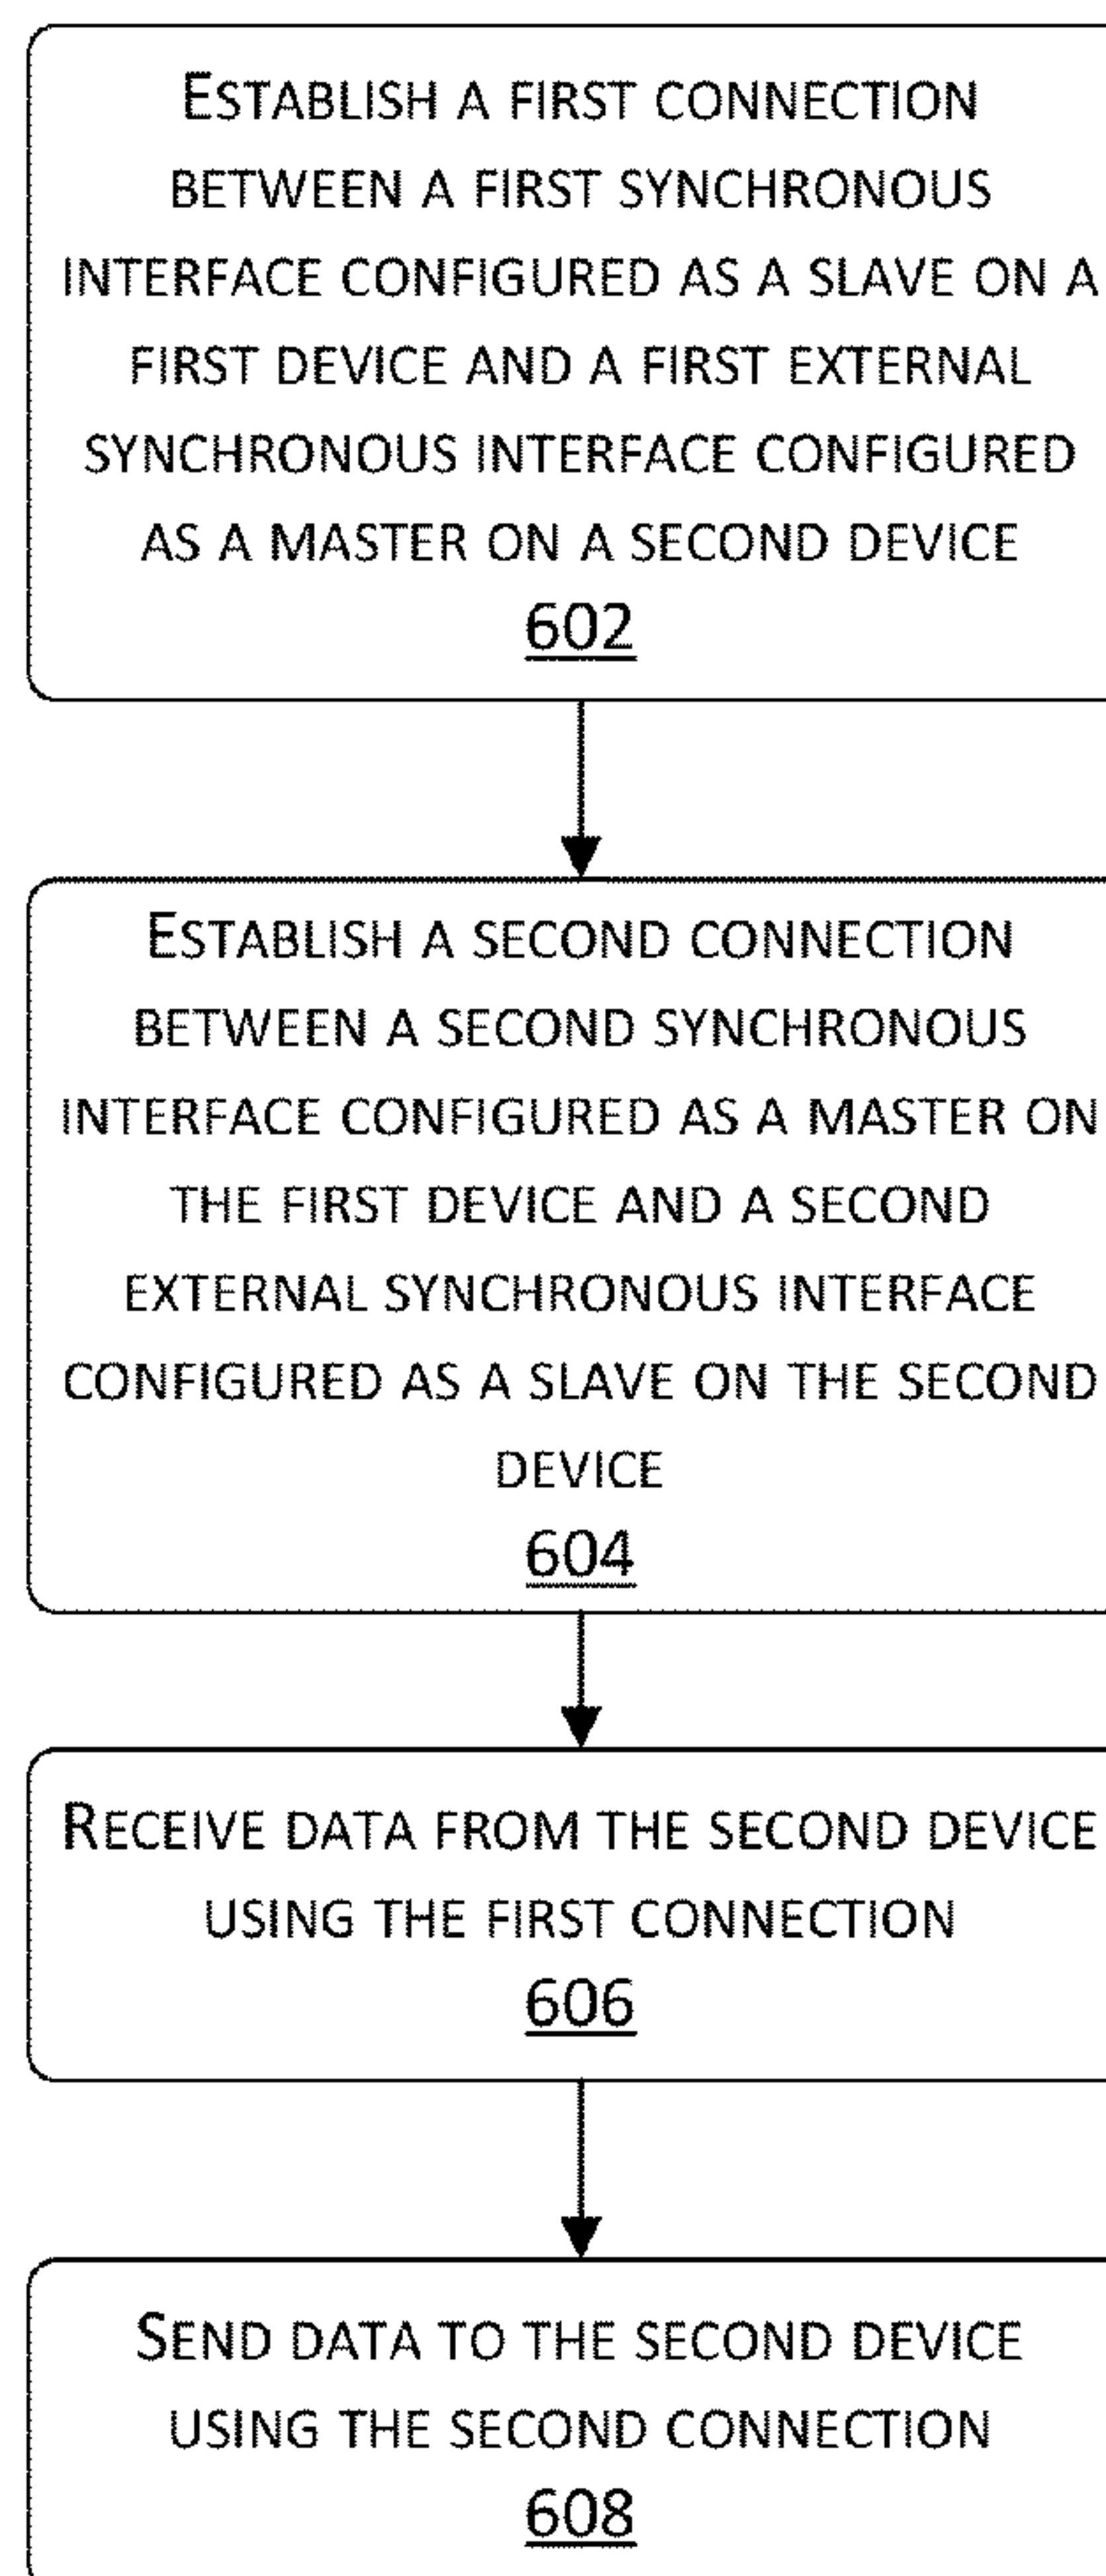 ESTABLISH A FIRST CONNECTION
BETWEEN A FIRST SYNCHRONOUS
INTERFACE CONFIGURED AS A SLAVE ON A
FIRST DEVICE AND A FIRST EXTERNAL
SYNCHRONOUS INTERFACE CONFIGURED
AS A MASTER ON A SECOND DEVICE
602
ESTABLISH A SECOND CONNECTION
BETWEEN A SECOND SYNCHRONOUS
INTERFACE CONFIGURED AS A MASTER ON
THE FIRST DEVICE AND A SECOND
EXTERNAL SYNCHRONOUS INTERFACE
CONFIGURED AS A SLAVE ON THE SECOND
DEVICE
604
RECEIVE DATA FROM THE SECOND DEVICE
USING THE FIRST CONNECTION
606
SEND DATA TO THE SECOND DEVICE
USING THE SECOND CONNECTION
608